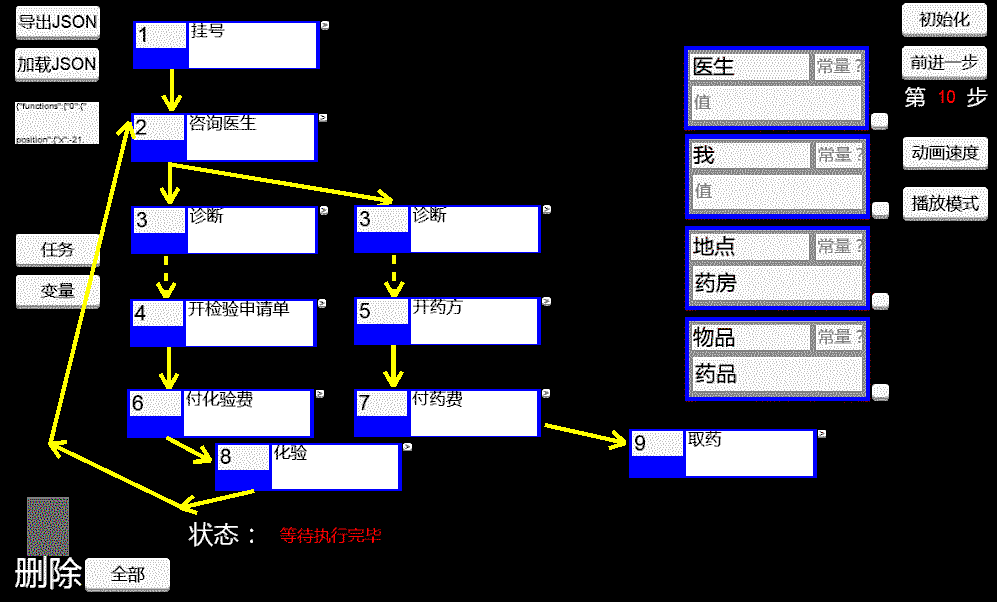 导出JSON
加载JSON
{"functions":{"0":{"
position":{"x":-21.
任务
变量
1 挂号
2 咨询医生
3 诊断
3 诊断
4 开检验申请单
5 开药方
6 付化验费
7 付药费
8 化验
9 取药
医生 常量?
值
我 常量?
值
地点 常量?
药房
物品 常量?
药品
初始化
前进一步
第 10 步
动画速度
播放模式
状态： 等待执行完毕
删除 全部